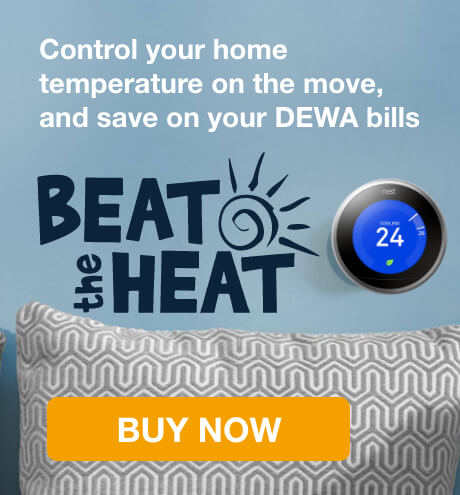 Control your home
temperature on the move,
and save on your DEWA bills
BEAT
the HEAT
nest
COOLING
24
BUY NOW